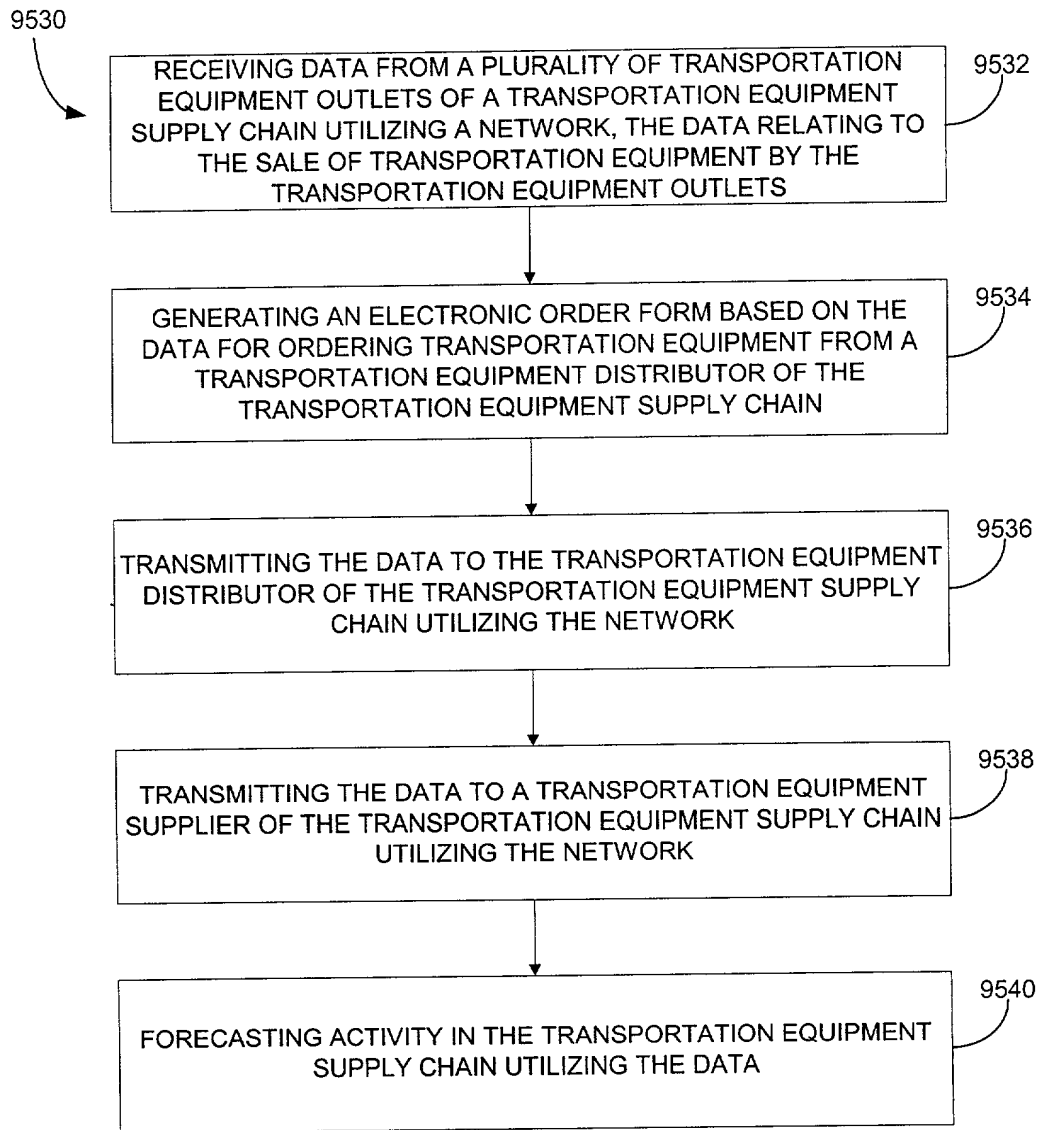 9530
RECEIVING DATA FROM A PLURALITY OF TRANSPORTATION
EQUIPMENT OUTLETS OF A TRANSPORTATION EQUIPMENT
SUPPLY CHAIN UTILIZING A NETWORK, THE DATA RELATING TO
THE SALE OF TRANSPORTATION EQUIPMENT BY THE
TRANSPORTATION EQUIPMENT OUTLETS
9532
GENERATING AN ELECTRONIC ORDER FORM BASED ON THE
DATA FOR ORDERING TRANSPORTATION EQUIPMENT FROM A
TRANSPORTATION EQUIPMENT DISTRIBUTOR OF THE
TRANSPORTATION EQUIPMENT SUPPLY CHAIN
9534
TRANSMITTING THE DATA TO THE TRANSPORTATION EQUIPMENT
DISTRIBUTOR OF THE TRANSPORTATION EQUIPMENT SUPPLY
CHAIN UTILIZING THE NETWORK
9536
TRANSMITTING THE DATA TO A TRANSPORTATION EQUIPMENT
SUPPLIER OF THE TRANSPORTATION EQUIPMENT SUPPLY CHAIN
UTILIZING THE NETWORK
9538
FORECASTING ACTIVITY IN THE TRANSPORTATION EQUIPMENT
SUPPLY CHAIN UTILIZING THE DATA
9540